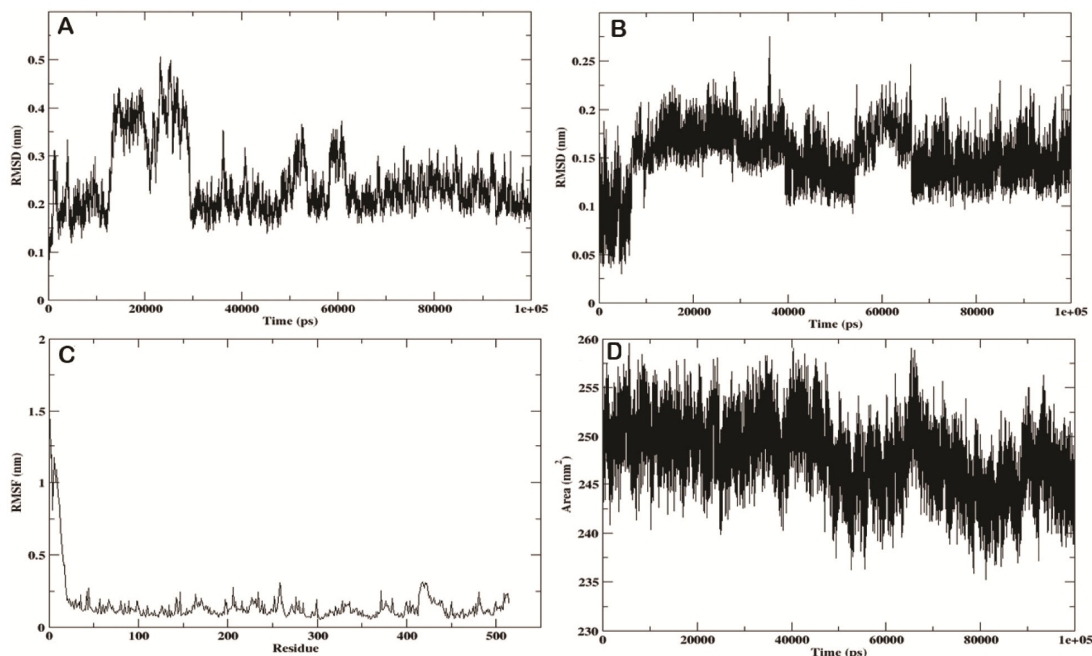 A
0.5
0.4
0.3
0.2
0.1
0
RMSD (nm)
0 20000 40000 60000 80000 1e+05
Time (ps)
B
0.25
0.2
0.15
0.1
0.05
0
RMSD (nm)
0 20000 40000 60000 80000 1e+05
Time (ps)
C
2
1.5
1
0.5
0
RMSF (nm)
0 100 200 300 400 500
Residue
D
260
255
250
245
240
235
230
Area (nm²)
0 20000 40000 60000 80000 1e+05
Time (ps)